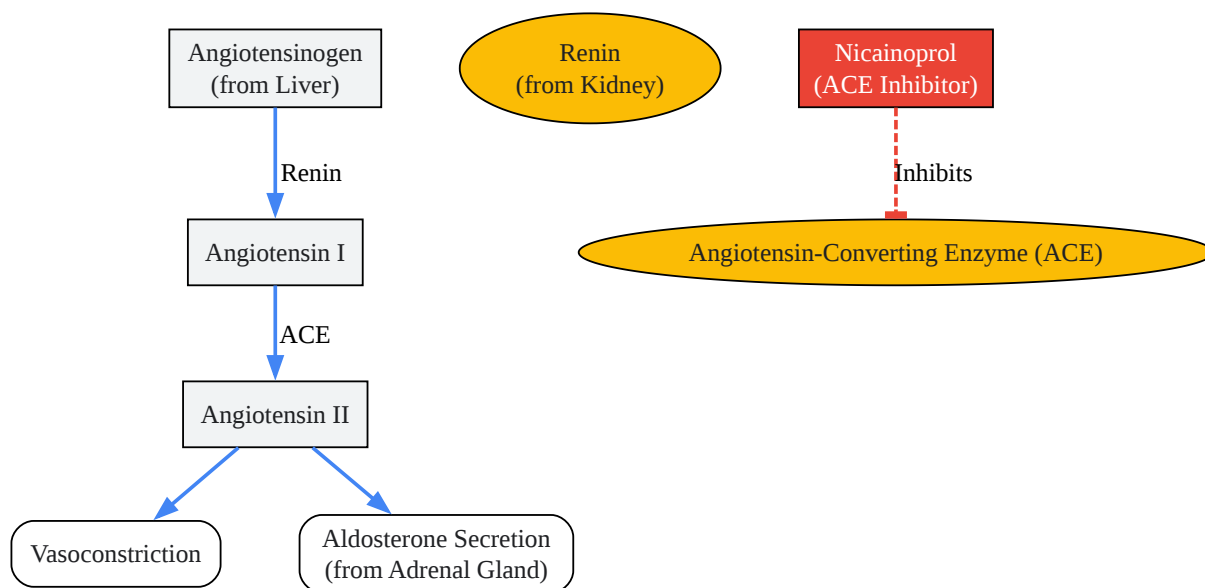 Angiotensinogen
(from Liver)
Renin
(from Kidney)
Nicainoprol
(ACE Inhibitor)
Renin
Inhibits
Angiotensin I
Angiotensin-Converting Enzyme (ACE)
ACE
Angiotensin II
Vasoconstriction
Aldosterone Secretion
(from Adrenal Gland)